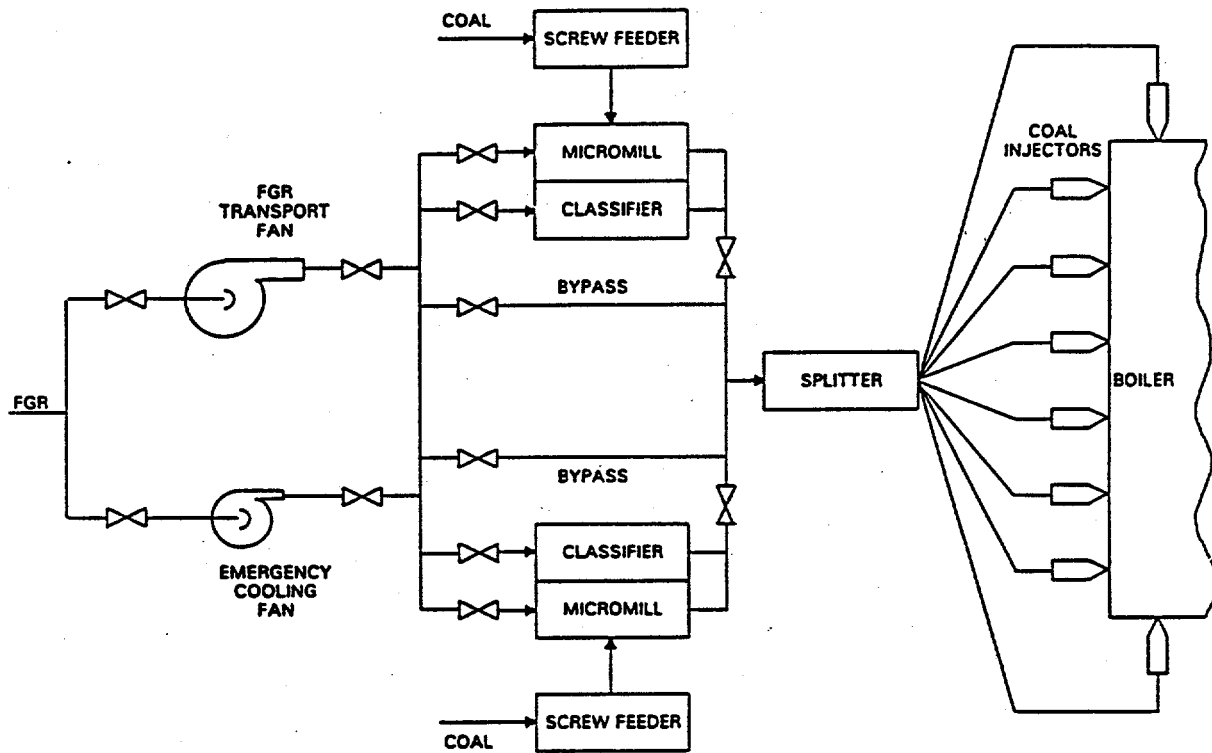 COAL
SCREW FEEDER
MICROMILL
CLASSIFIER
FGR
TRANSPORT
FAN
BYPASS
COAL
INJECTORS
FGR
SPLITTER
BOILER
BYPASS
EMERGENCY
COOLING
FAN
CLASSIFIER
MICROMILL
SCREW FEEDER
COAL